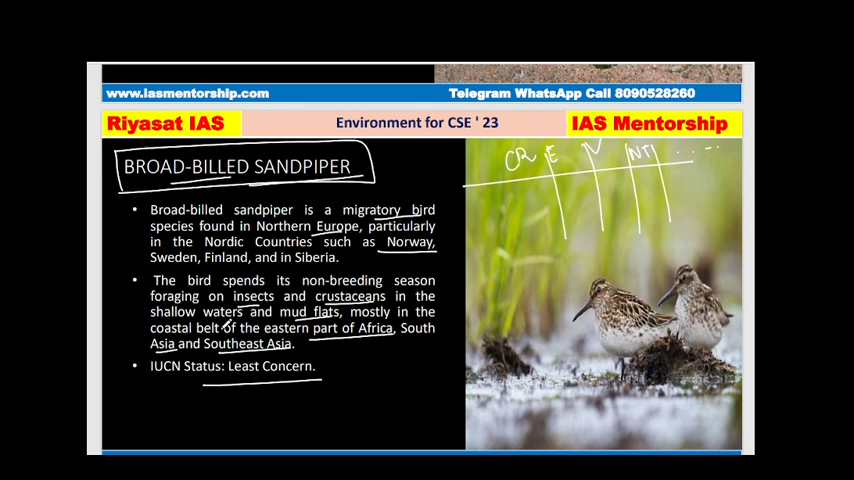 www.iasmentorship.com
Telegram WhatsApp Call 8090528260
Riyasat IAS
Environment for CSE ' 23
IAS Mentorship
CR E V NT ....
BROAD-BILLED SANDPIPER
• Broad-billed sandpiper is a migratory bird
species found in Northern Europe, particularly
in the Nordic Countries such as Norway,
Sweden, Finland, and in Siberia.
• The bird spends its non-breeding season
foraging on insects and crustaceans in the
shallow waters and mud flats, mostly in the
coastal belt of the eastern part of Africa, South
Asia and Southeast Asia.
• IUCN Status: Least Concern.